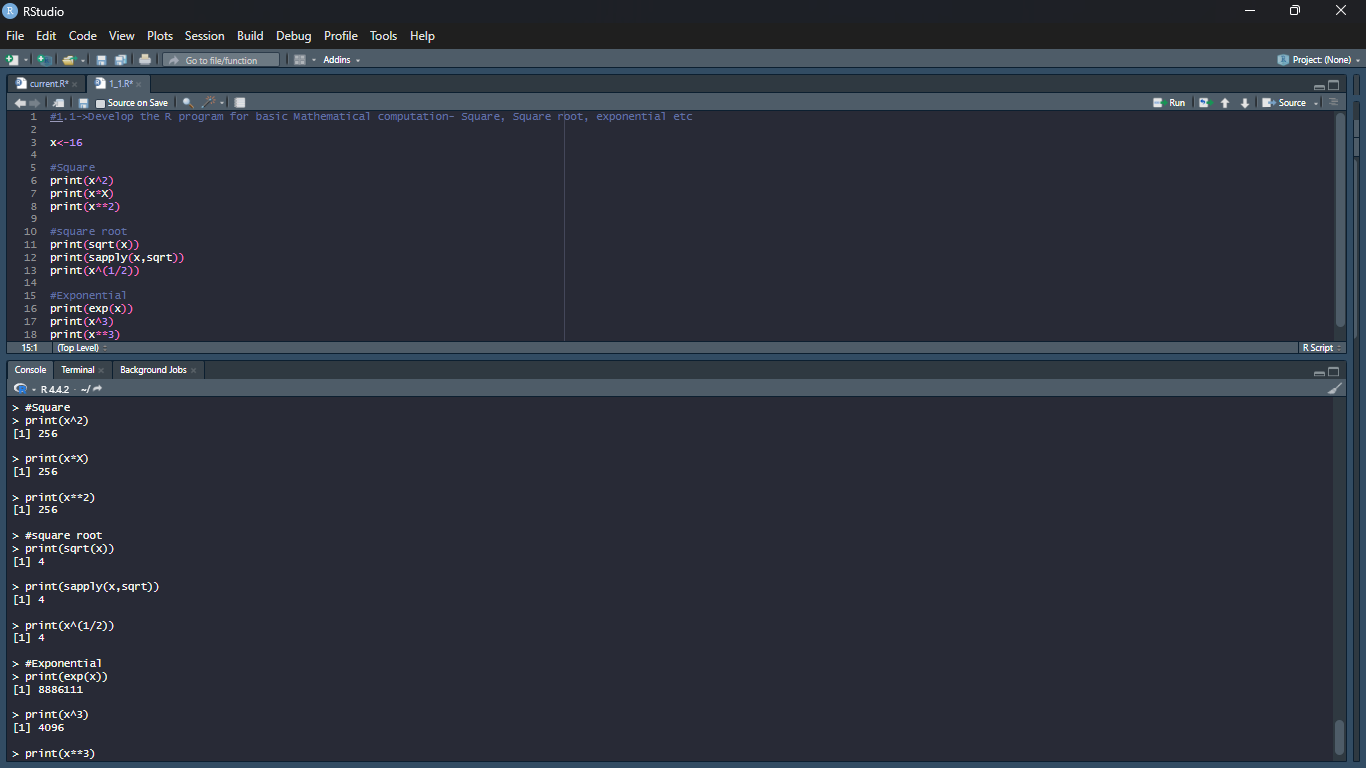 RStudio
File Edit Code View Plots Session Build Debug Profile Tools Help
Go to file/function Addins Project: (None)
current.R* 1_1.R*
Source on Save Run Source
1 #1.1->Develop the R program for basic Mathematical computation- Square, Square root, exponential etc
2
3 x<-16
4
5 #Square
6 print(x^2)
7 print(x*x)
8 print(x**2)
9
10 #square root
11 print(sqrt(x))
12 print(sapply(x,sqrt))
13 print(x^(1/2))
14
15 #Exponential
16 print(exp(x))
17 print(x^3)
18 print(x**3)
15:1 (Top Level) R Script
Console Terminal Background Jobs
R 4.4.2 · ~/
> #Square
> print(x^2)
[1] 256
> print(x*x)
[1] 256
> print(x**2)
[1] 256
> #square root
> print(sqrt(x))
[1] 4
> print(sapply(x,sqrt))
[1] 4
> print(x^(1/2))
[1] 4
> #Exponential
> print(exp(x))
[1] 8886111
> print(x^3)
[1] 4096
> print(x**3)